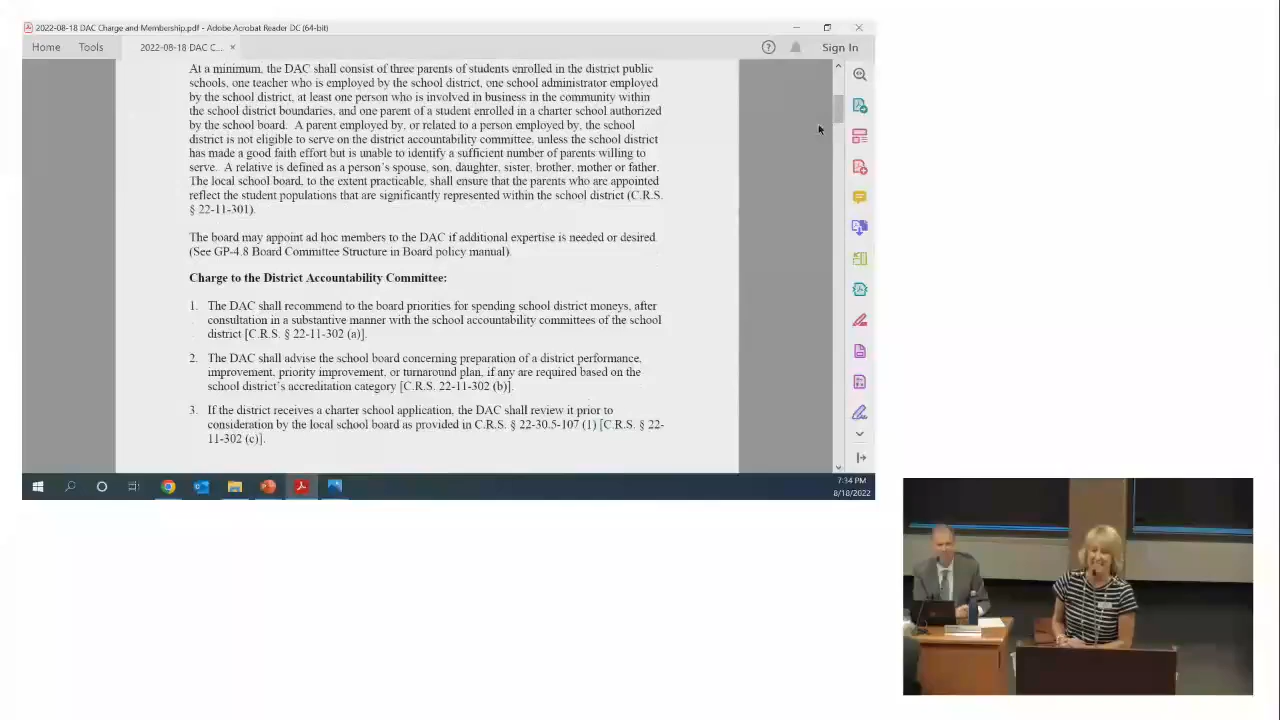 2022-08-18 DAC Charge and Membership.pdf - Adobe Acrobat Reader DC (64-bit)
Home Tools 2022-08-18 DAC C... × Sign In
At a minimum, the DAC shall consist of three parents of students enrolled in the district public
schools, one teacher who is employed by the school district, one school administrator employed
by the school district, at least one person who is involved in business in the community within
the school district boundaries, and one parent of a student enrolled in a charter school authorized
by the school board. A parent employed by, or related to a person employed by, the school
district is not eligible to serve on the district accountability committee, unless the school district
has made a good faith effort but is unable to identify a sufficient number of parents willing to
serve. A relative is defined as a person's spouse, son, daughter, sister, brother, mother or father.
The local school board, to the extent practicable, shall ensure that the parents who are appointed
reflect the student populations that are significantly represented within the school district (C.R.S.
§ 22-11-301).
The board may appoint ad hoc members to the DAC if additional expertise is needed or desired
(See GP-4.8 Board Committee Structure in Board policy manual).
Charge to the District Accountability Committee:
1. The DAC shall recommend to the board priorities for spending school district moneys, after
consultation in a substantive manner with the school accountability committees of the school
district [C.R.S. § 22-11-302 (a)].
2. The DAC shall advise the school board concerning preparation of a district performance,
improvement, priority improvement, or turnaround plan, if any are required based on the
school district's accreditation category [C.R.S. 22-11-302 (b)].
3. If the district receives a charter school application, the DAC shall review it prior to
consideration by the local school board as provided in C.R.S. § 22-30.5-107 (1) [C.R.S. § 22-
11-302 (c)].
7:34 PM
8/18/2022